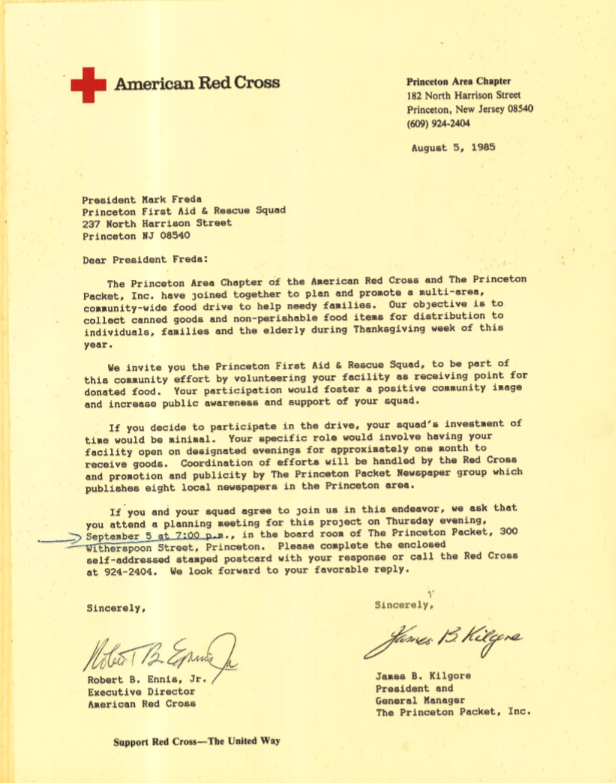 American Red Cross
Princeton Area Chapter
182 North Harrison Street
Princeton, New Jersey 08540
(609) 924-2404
August 5, 1985
President Mark Freda
Princeton First Aid & Rescue Squad
237 North Harrison Street
Princeton NJ 08540
Dear President Freda:
The Princeton Area Chapter of the American Red Cross and The Princeton
Packet, Inc. have joined together to plan and promote a multi-area,
community-wide food drive to help needy families. Our objective is to
collect canned goods and non-perishable food items for distribution to
individuals, families and the elderly during Thanksgiving week of this
year.
We invite you the Princeton First Aid & Rescue Squad, to be part of
this community effort by volunteering your facility as receiving point for
donated food. Your participation would foster a positive community image
and increase public awareness and support of your squad.
If you decide to participate in the drive, your squad's investment of
time would be minimal. Your specific role would involve having your
facility open on designated evenings for approximately one month to
receive goods. Coordination of efforts will be handled by the Red Cross
and promotion and publicity by The Princeton Packet Newspaper group which
publishes eight local newspapers in the Princeton area.
If you and your squad agree to join us in this endeavor, we ask that
you attend a planning meeting for this project on Thursday evening,
September 5 at 7:00 p.m., in the board room of The Princeton Packet, 300
Witherspoon Street, Princeton. Please complete the enclosed
self-addressed stamped postcard with your response or call the Red Cross
at 924-2404. We look forward to your favorable reply.
Sincerely,
Robert B. Ennis Jr
Robert B. Ennis, Jr.
Executive Director
American Red Cross
Sincerely,
James B. Kilgore
James B. Kilgore
President and
General Manager
The Princeton Packet, Inc.
Support Red Cross—The United Way